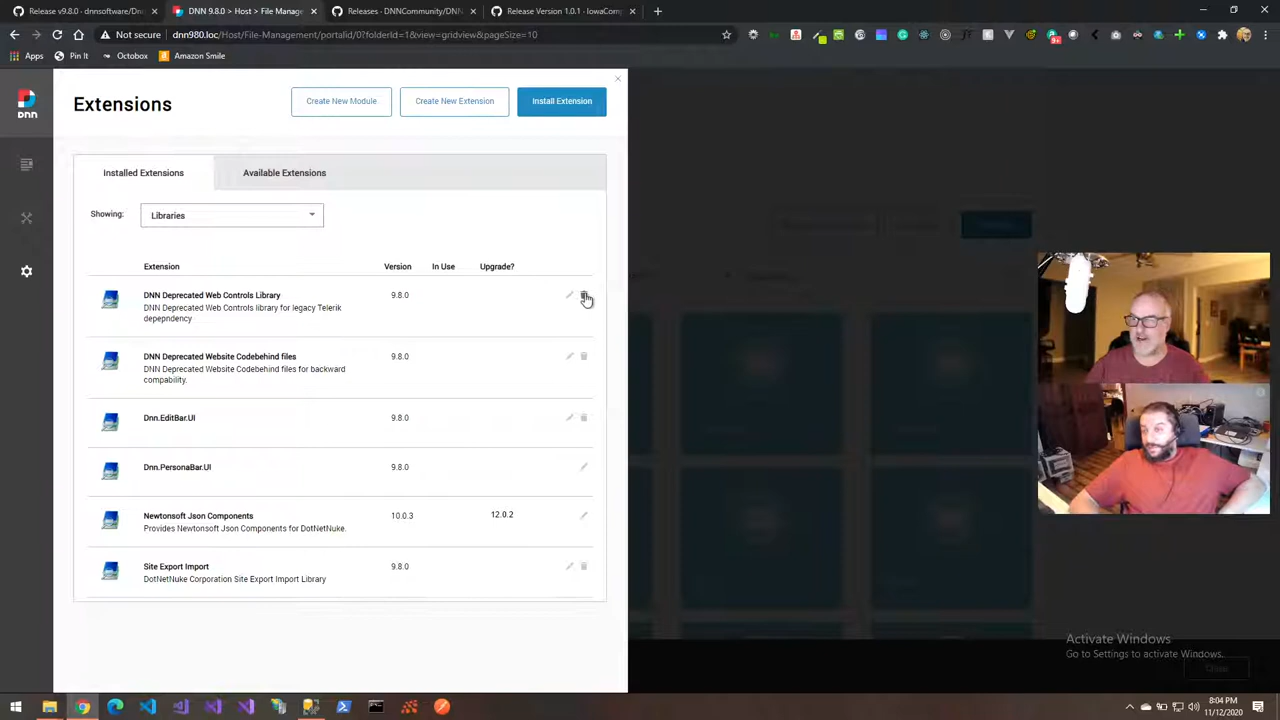 Release v9.8.0 · dnnsoftware/Dn
DNN 9.8.0 > Host > File Manage
Releases · DNNCommunity/DNN
Release Version 1.0.1 · IowaComp
Not secure
dnn980.loc/Host/File-Management/portalid/0?folderId=1&view=gridview&pageSize=10
Apps
Pin It
Octobox
Amazon Smile
DNN
Extensions
Create New Module
Create New Extension
Install Extension
Installed Extensions
Available Extensions
Showing:
Libraries
Extension
Version
In Use
Upgrade?
DNN Deprecated Web Controls Library
9.8.0
DNN Deprecated Web Controls library for legacy Telerik
depepndency
DNN Deprecated Website Codebehind files
9.8.0
DNN Deprecated Website Codebehind files for backward
compability.
Dnn.EditBar.UI
9.8.0
Dnn.PersonaBar.UI
9.8.0
Newtonsoft Json Components
10.0.3
12.0.2
Provides Newtonsoft Json Components for DotNetNuke.
Site Export Import
9.8.0
DotNetNuke Corporation Site Export Import Library
Activate Windows
Go to Settings to activate Windows.
Close
8:04 PM
11/12/2020